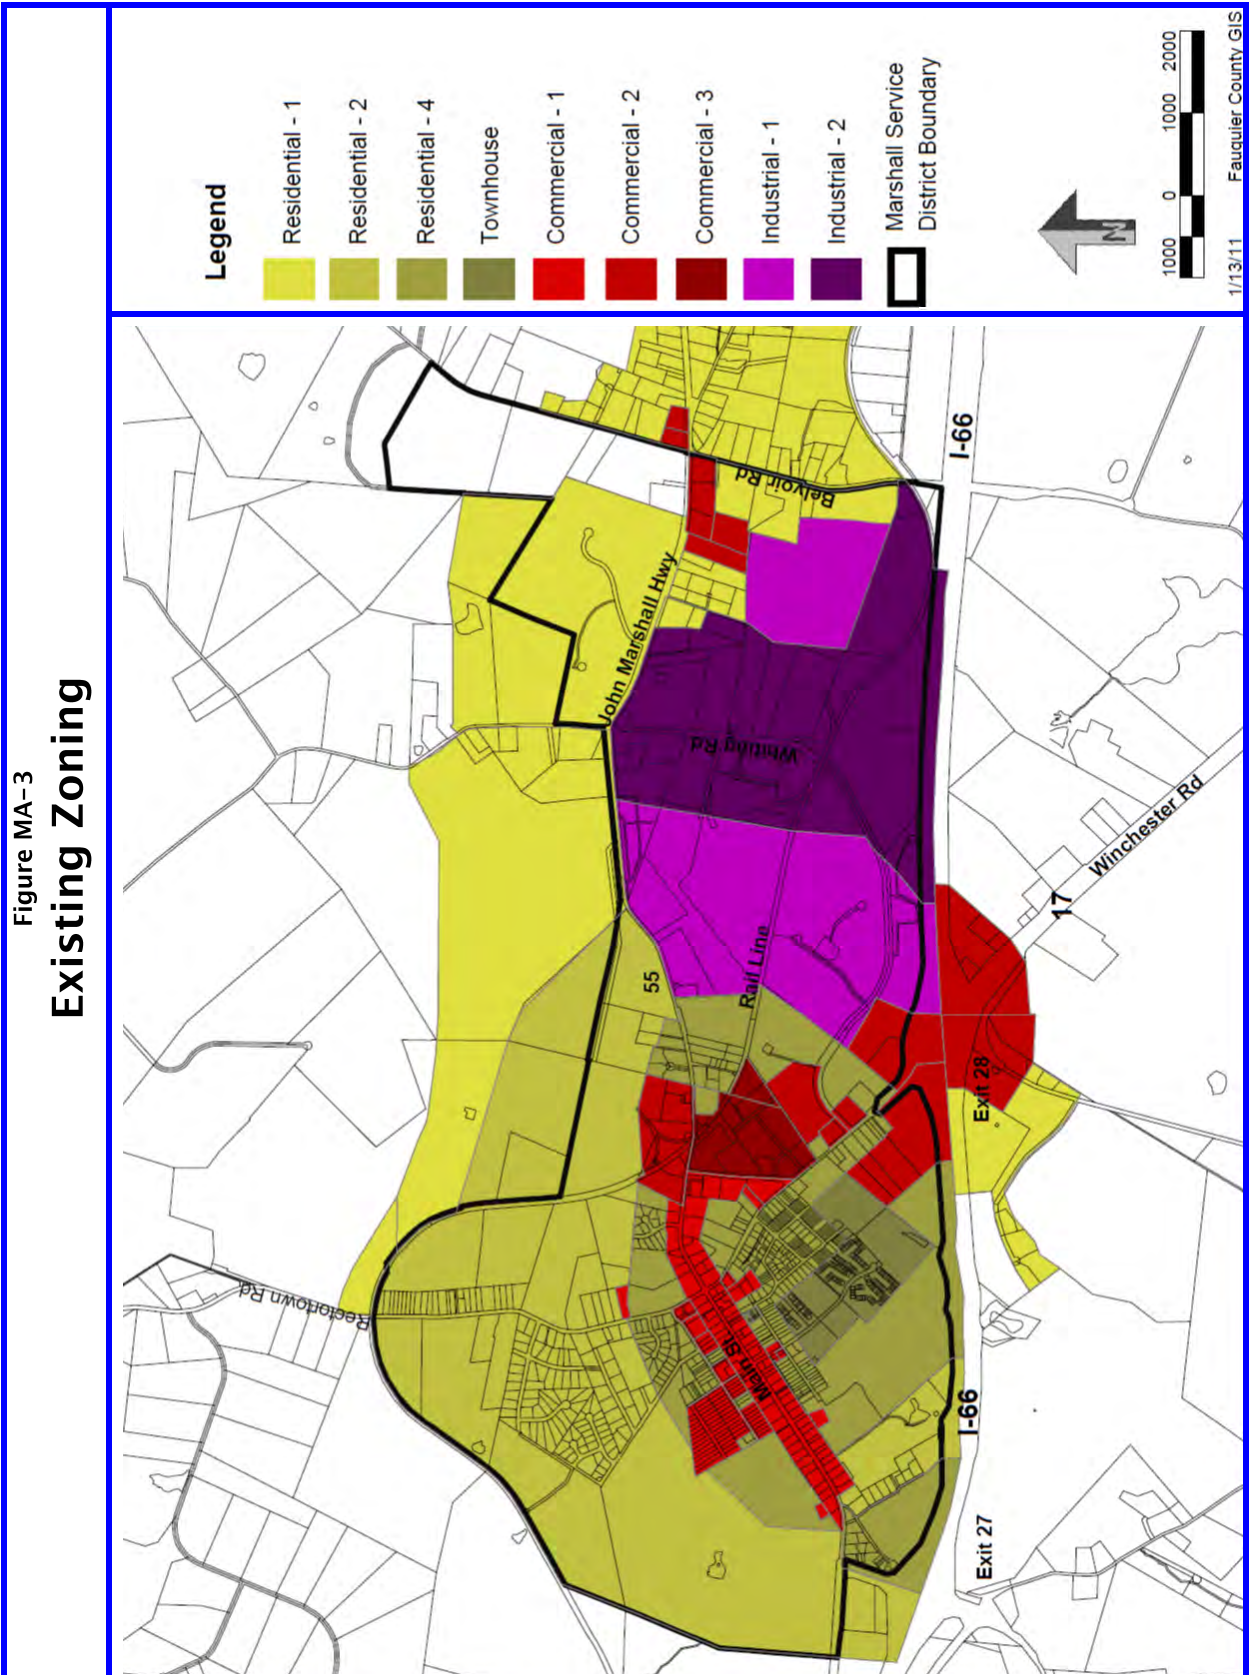 Figure MA-3
Existing Zoning
Legend
Residential - 1
Residential - 2
Residential - 4
Townhouse
Commercial - 1
Commercial - 2
Commercial - 3
Industrial - 1
Industrial - 2
Marshall Service
District Boundary
N
1000 0 1000 2000
1/13/11 Fauquier County GIS
Rectortown Rd
John Marshall Hwy
Belvoir Rd
Whiting Rd
55
Rail Line
Main St.
I-66
Exit 27
I-66
Exit 28
17
Winchester Rd